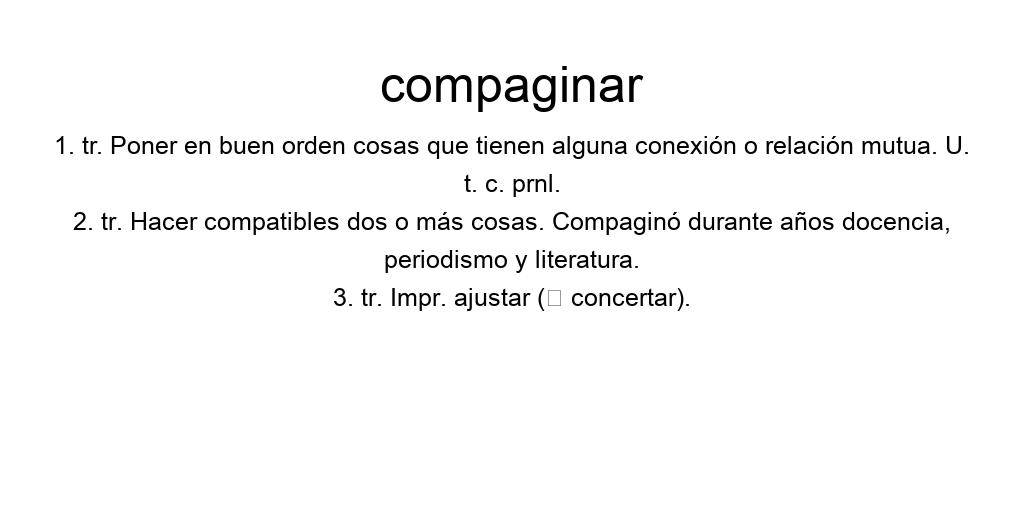 compaginar
1. tr. Poner en buen orden cosas que tienen alguna conexión o relación mutua. U.
t. c. prnl.
2. tr. Hacer compatibles dos o más cosas. Compaginó durante años docencia,
periodismo y literatura.
3. tr. Impr. ajustar (□ concertar).